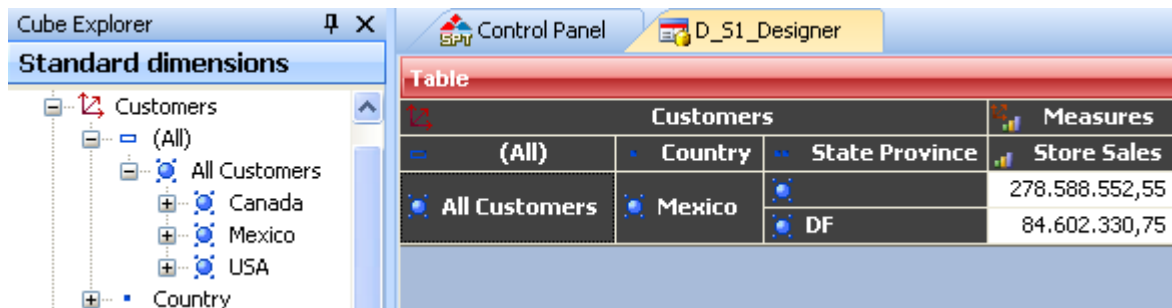 Cube Explorer
Standard dimensions
Customers
(All)
All Customers
Canada
Mexico
USA
Country
SPT Control Panel
D_S1_Designer
Table
Customers Measures
(All) Country State Province Store Sales
All Customers Mexico 278.588.552,55
DF 84.602.330,75